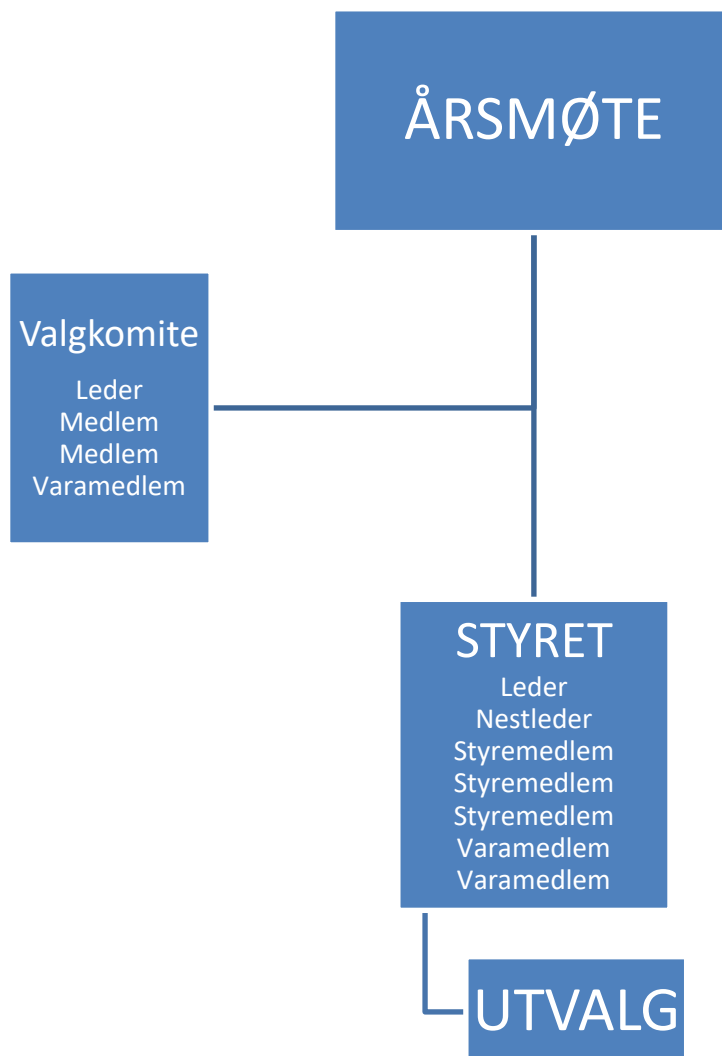 ÅRSMØTE
Valgkomite
Leder
Medlem
Medlem
Varamedlem
STYRET
Leder
Nestleder
Styremedlem
Styremedlem
Styremedlem
Varamedlem
Varamedlem
UTVALG